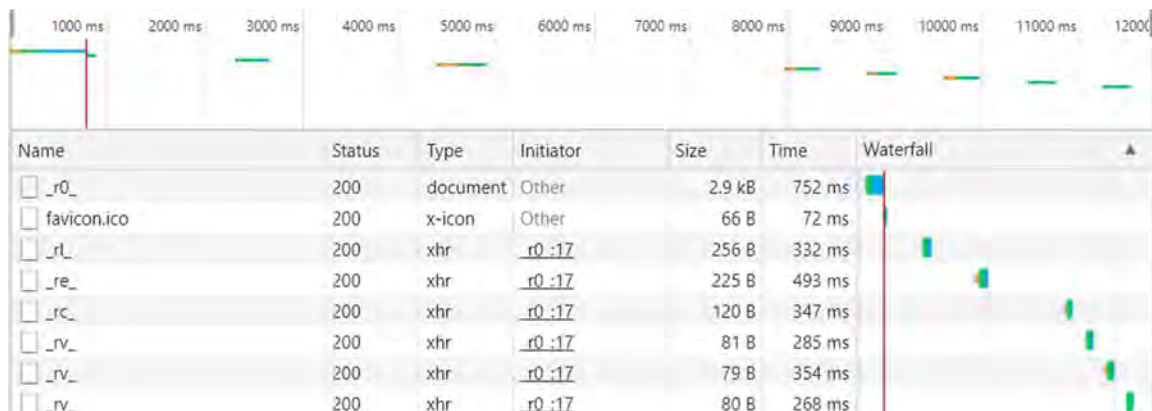 1000 ms 2000 ms 3000 ms 4000 ms 5000 ms 6000 ms 7000 ms 8000 ms 9000 ms 10000 ms 11000 ms 12000
Name Status Type Initiator Size Time Waterfall ▲
_r0_ 200 document Other 2.9 kB 752 ms
favicon.ico 200 x-icon Other 66 B 72 ms
_rl_ 200 xhr _r0_:17 256 B 332 ms
_re_ 200 xhr _r0_:17 225 B 493 ms
_rc_ 200 xhr _r0_:17 120 B 347 ms
_rv_ 200 xhr _r0_:17 81 B 285 ms
_rv_ 200 xhr _r0_:17 79 B 354 ms
_rv_ 200 xhr _r0_:17 80 B 268 ms